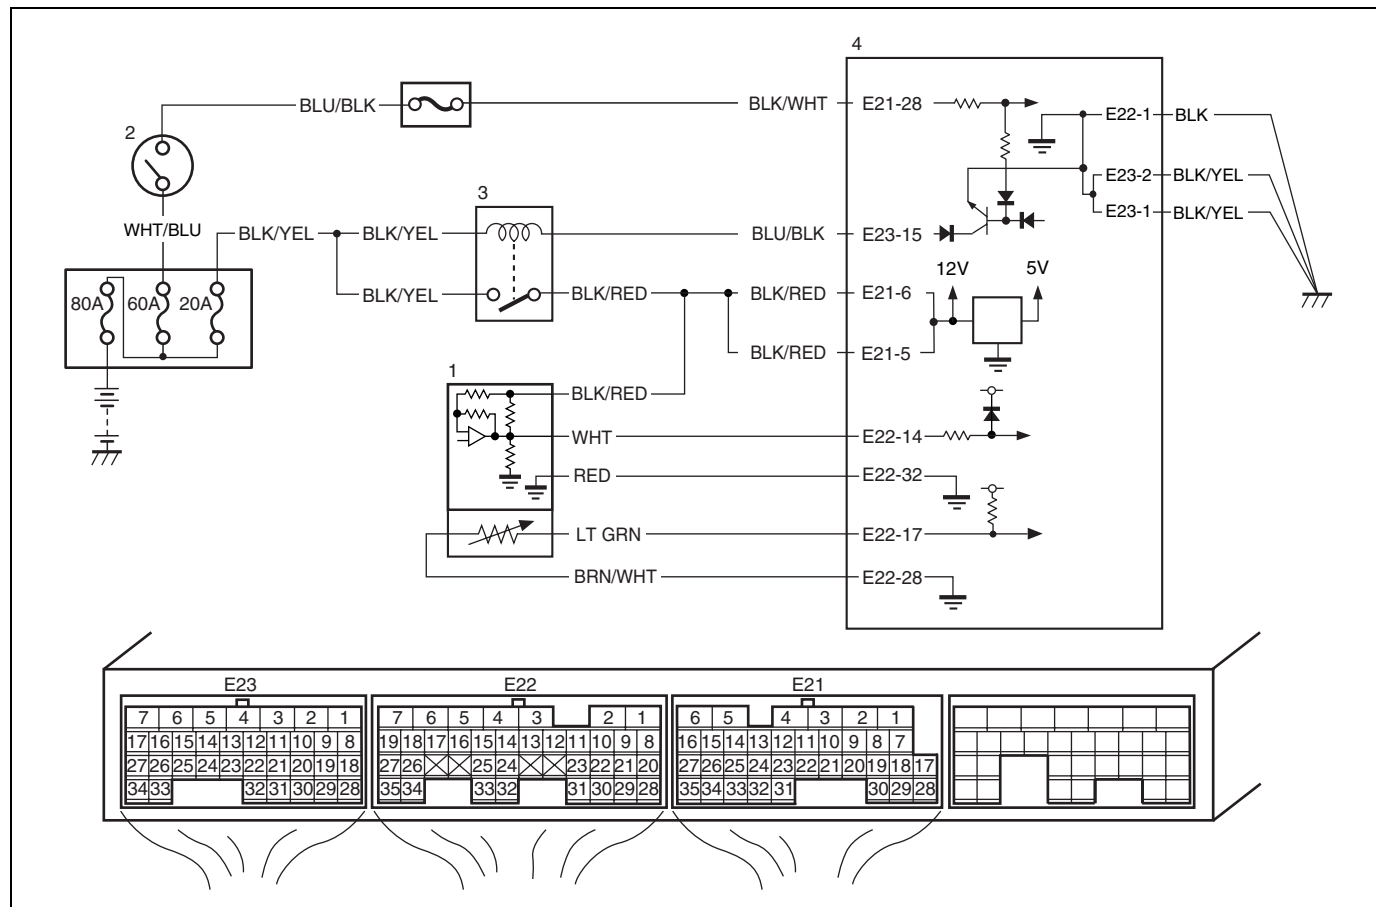 4
BLU/BLK
BLK/WHT
E21-28
E22-1
BLK
2
E23-2
BLK/YEL
3
E23-1
BLK/YEL
WHT/BLU
BLK/YEL
BLK/YEL
BLU/BLK
E23-15
12V
5V
80A
60A
20A
BLK/YEL
BLK/RED
BLK/RED
E21-6
BLK/RED
E21-5
1
BLK/RED
WHT
E22-14
RED
E22-32
LT GRN
E22-17
BRN/WHT
E22-28
E23
E22
E21
7 6 5 4 3 2 1
7 6 5 4 3 2 1
6 5 4 3 2 1
17 16 15 14 13 12 11 10 9 8
19 18 17 16 15 14 13 12 11 10 9 8
16 15 14 13 12 11 10 9 8 7
27 26 25 24 23 22 21 20 19 18
27 26 25 24 23 22 21 20
27 26 25 24 23 22 21 20 19 18 17
34 33 32 31 30 29 28
35 34 33 32 31 30 29 28
35 34 33 32 31 30 29 28